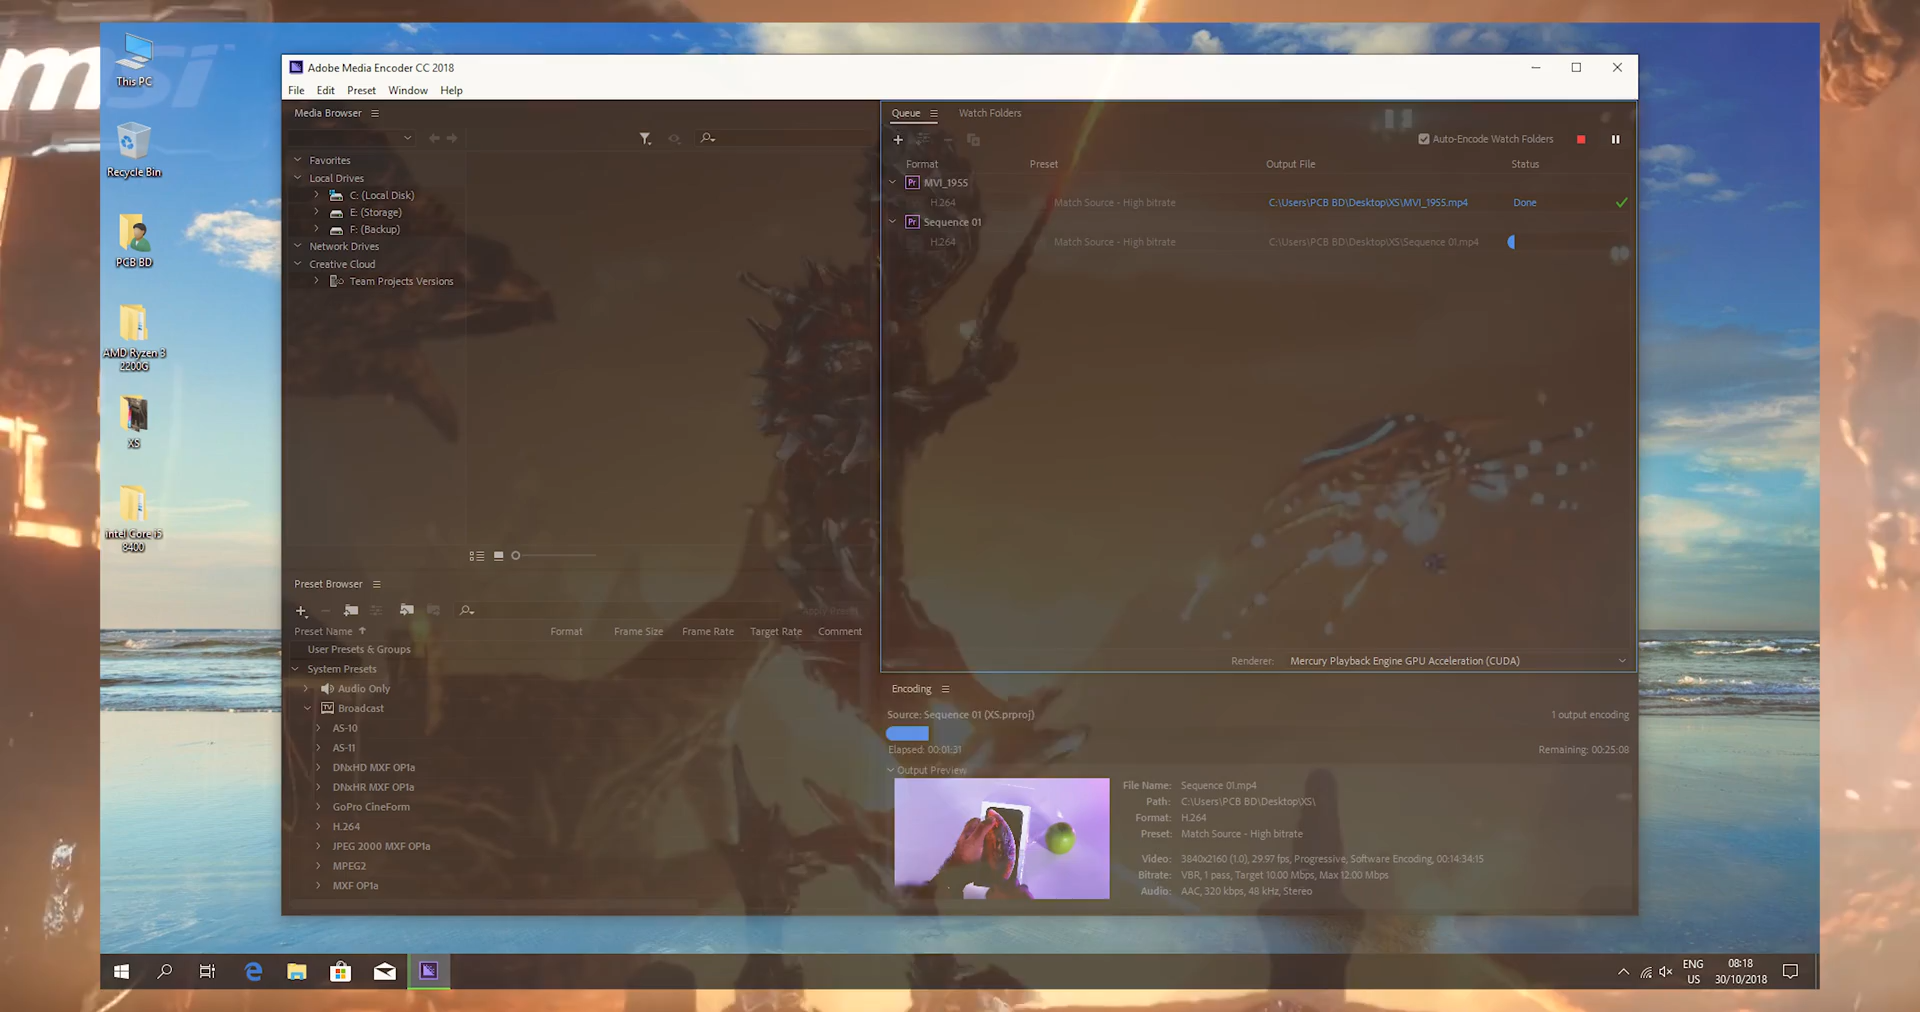 msi
This PC
Recycle Bin
PCB BD
AMD Ryzen 3
2200G
XS
intel Core i5
8400
Adobe Media Encoder CC 2018
File Edit Preset Window Help
Media Browser
Favorites
Local Drives
C: (Local Disk)
E: (Storage)
F: (Backup)
Network Drives
Creative Cloud
Team Projects Versions
Queue Watch Folders
Auto-Encode Watch Folders
Format Preset Output File Status
Pr MVI_1955
H.264 Match Source - High bitrate C:\Users\PCB BD\Desktop\XS\MVI_1955.mp4 Done
Pr Sequence 01
H.264 Match Source - High bitrate C:\Users\PCB BD\Desktop\XS\Sequence 01.mp4
Renderer: Mercury Playback Engine GPU Acceleration (CUDA)
Preset Browser
Apply Preset
Preset Name Format Frame Size Frame Rate Target Rate Comment
User Presets & Groups
System Presets
Audio Only
TV Broadcast
AS-10
AS-11
DNxHD MXF OP1a
DNxHR MXF OP1a
GoPro CineForm
H.264
JPEG 2000 MXF OP1a
MPEG2
MXF OP1a
Encoding
Source: Sequence 01 (XS.prproj) 1 output encoding
Elapsed: 00:01:31 Remaining: 00:25:08
Output Preview
File Name: Sequence 01.mp4
Path: C:\Users\PCB BD\Desktop\XS\
Format: H.264
Preset: Match Source - High bitrate
Video: 3840x2160 (1.0), 29.97 fps, Progressive, Software Encoding, 00:14:34:15
Bitrate: VBR, 1 pass, Target 10.00 Mbps, Max 12.00 Mbps
Audio: AAC, 320 kbps, 48 kHz, Stereo
ENG
US
08:18
30/10/2018